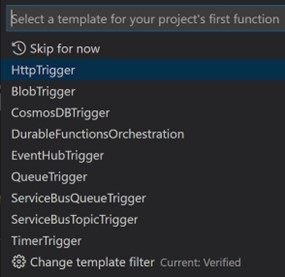 Select a template for your project's first function
Skip for now
HttpTrigger
BlobTrigger
CosmosDBTrigger
DurableFunctionsOrchestration
EventHubTrigger
QueueTrigger
ServiceBusQueueTrigger
ServiceBusTopicTrigger
TimerTrigger
Change template filter Current: Verified